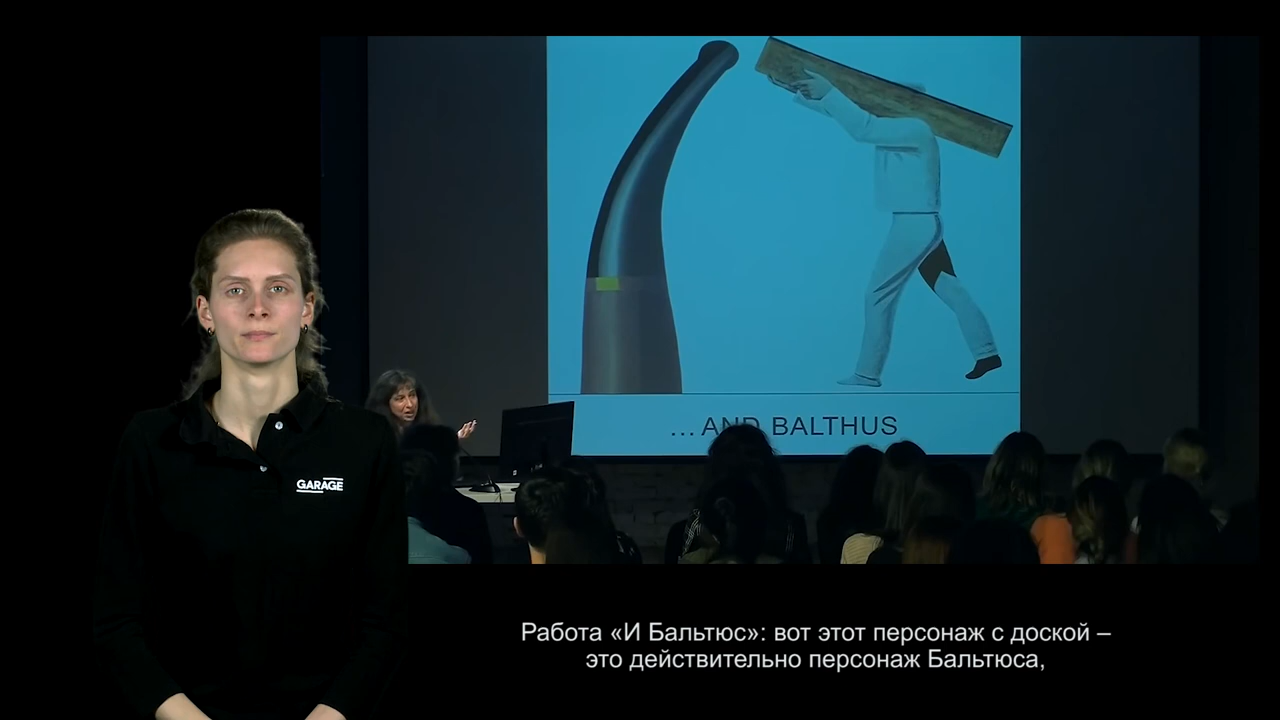 ... AND BALTHUS
GARAGE
Работа «И Бальтюс»: вот этот персонаж с доской –
это действительно персонаж Бальтюса,